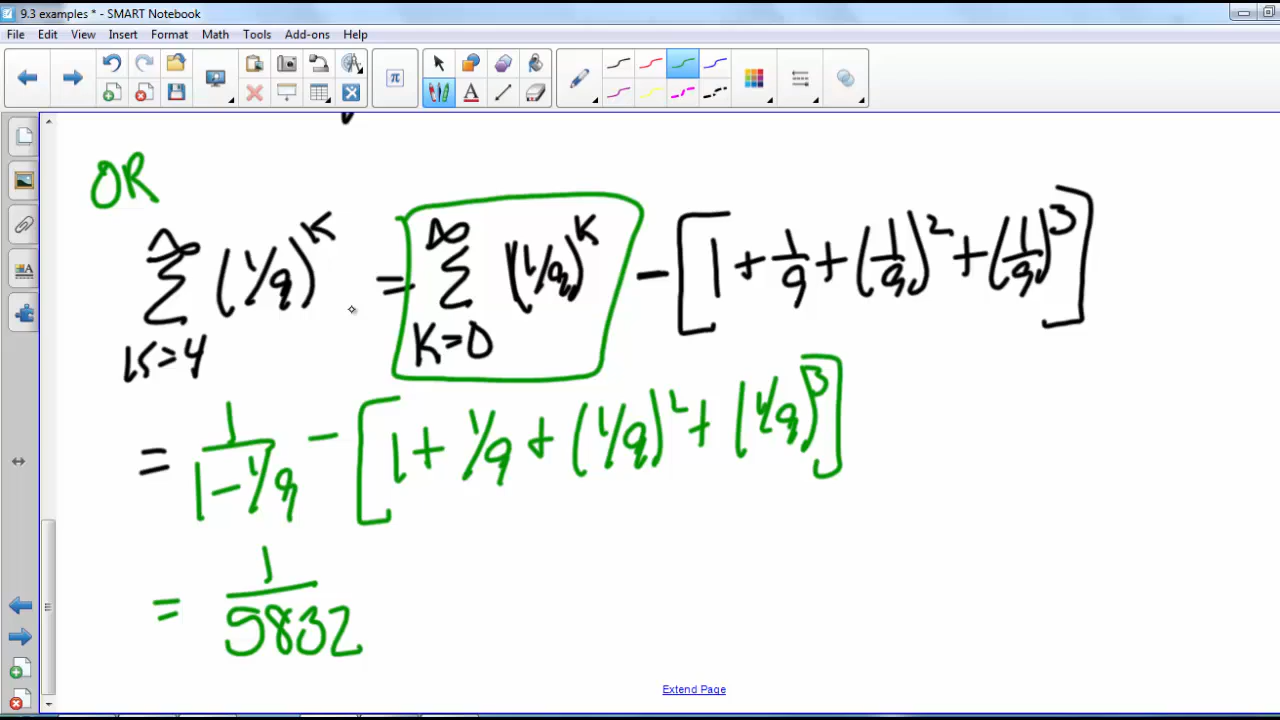 9.3 examples * - SMART Notebook
File Edit View Insert Format Math Tools Add-ons Help
OR
∞ ∑ K=4 (1/9)^K = ∞ ∑ K=0 (1/9)^K − [1 + 1/9 + (1/9)^2 + (1/9)^3]
= 1/(1 − 1/9) − [1 + 1/9 + (1/9)^2 + (1/9)^3]
= 1/5832
Extend Page